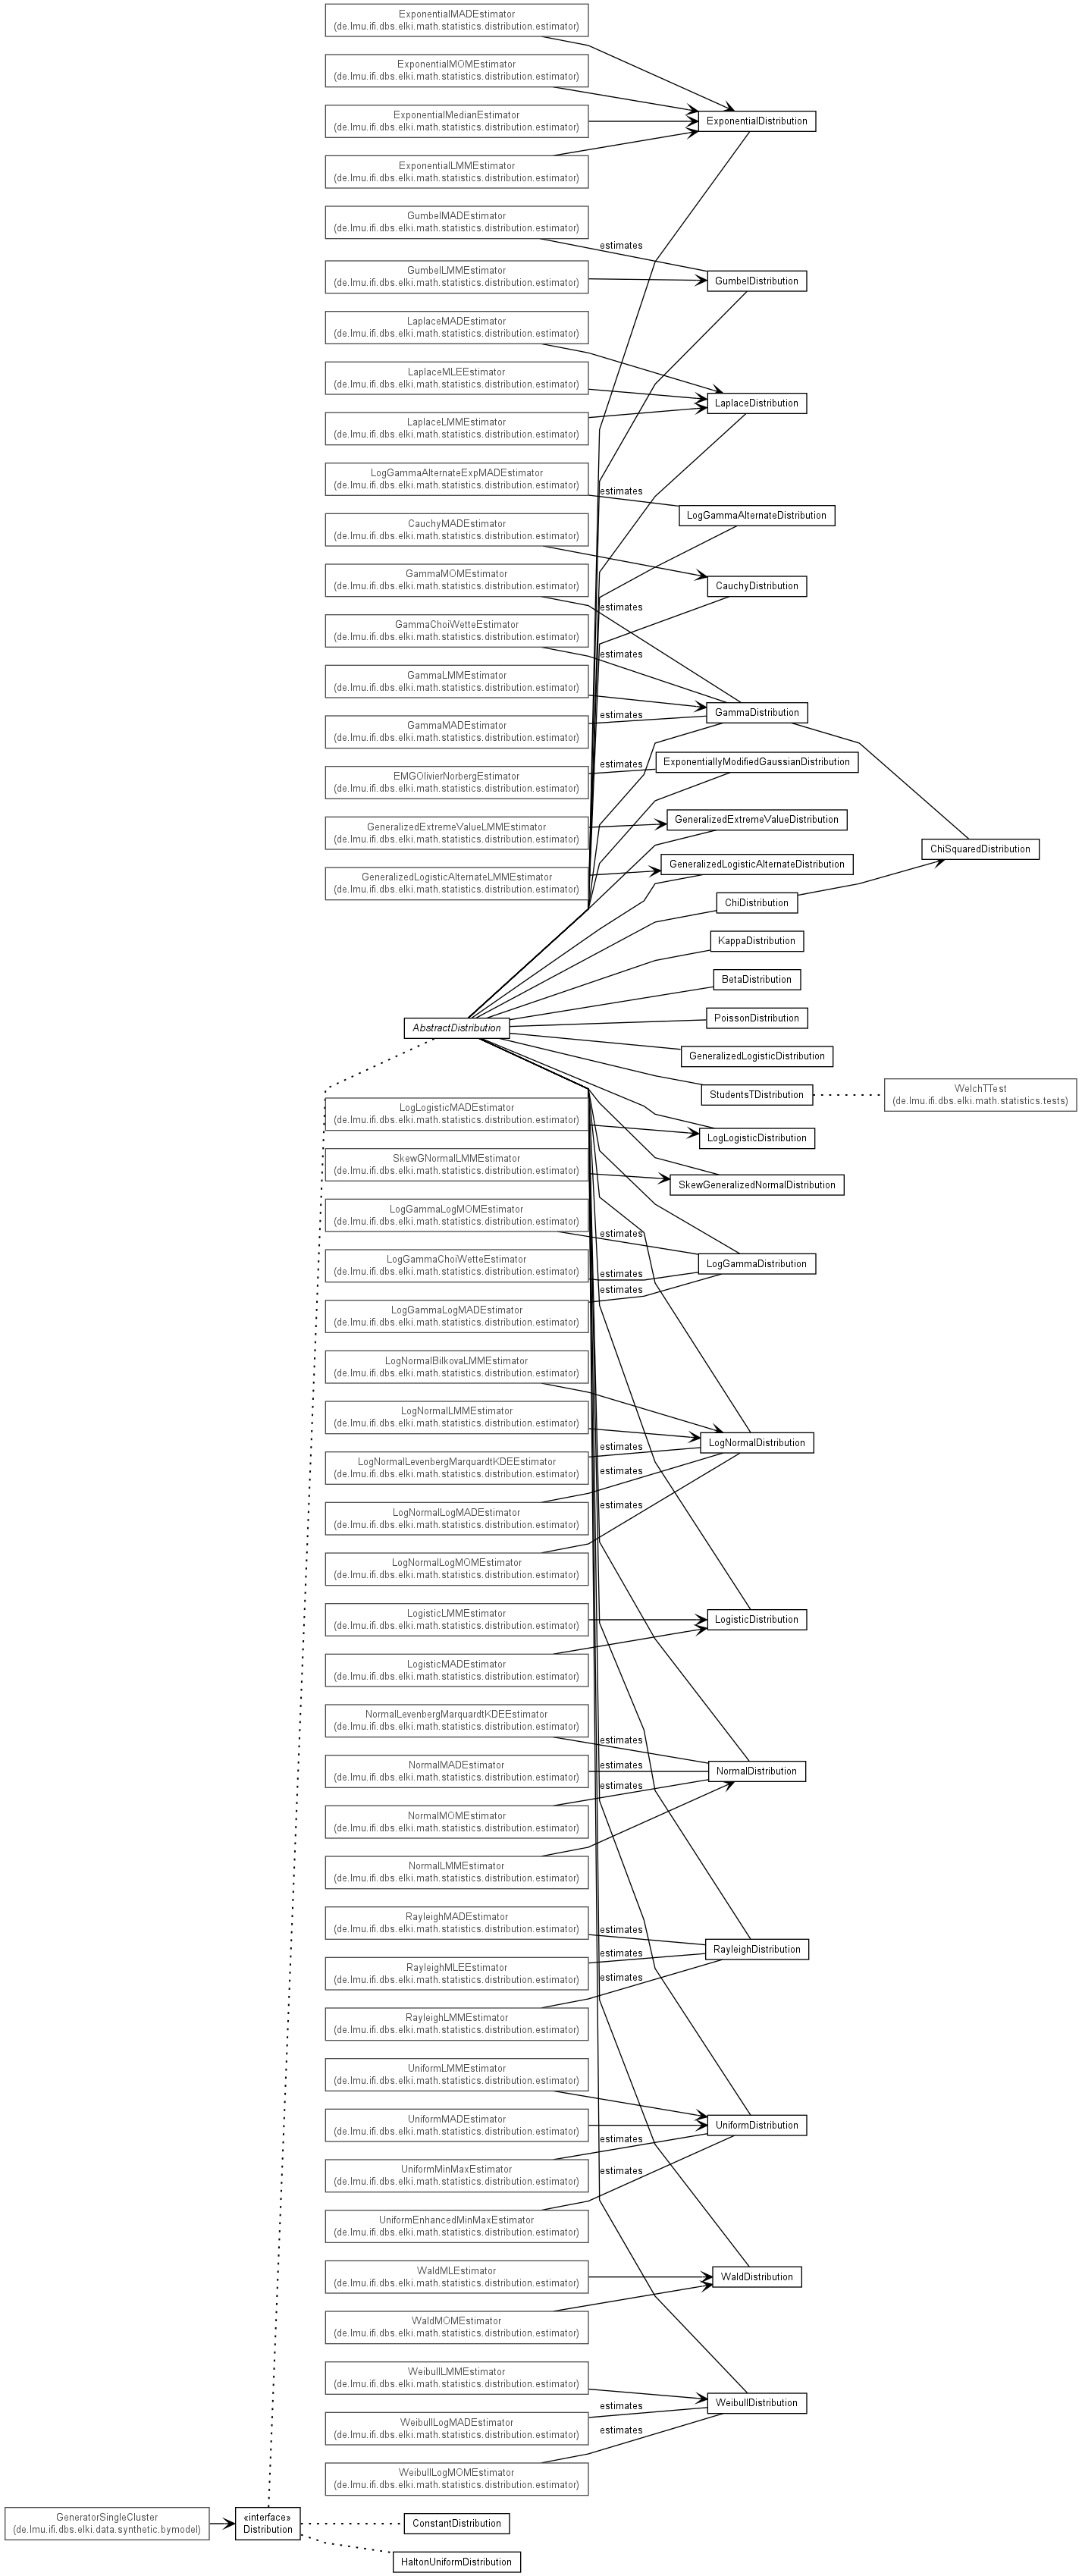 ExponentialMADEstimator
(de.lmu.ifi.dbs.elki.math.statistics.distribution.estimator)
ExponentialMOMEstimator
(de.lmu.ifi.dbs.elki.math.statistics.distribution.estimator)
ExponentialMedianEstimator
(de.lmu.ifi.dbs.elki.math.statistics.distribution.estimator)
ExponentialDistribution
ExponentialLMMEstimator
(de.lmu.ifi.dbs.elki.math.statistics.distribution.estimator)
GumbelMADEstimator
(de.lmu.ifi.dbs.elki.math.statistics.distribution.estimator)
estimates
GumbelLMMEstimator
(de.lmu.ifi.dbs.elki.math.statistics.distribution.estimator)
GumbelDistribution
LaplaceMADEstimator
(de.lmu.ifi.dbs.elki.math.statistics.distribution.estimator)
LaplaceMLEEstimator
(de.lmu.ifi.dbs.elki.math.statistics.distribution.estimator)
LaplaceDistribution
LaplaceLMMEstimator
(de.lmu.ifi.dbs.elki.math.statistics.distribution.estimator)
LogGammaAlternateExpMADEstimator
(de.lmu.ifi.dbs.elki.math.statistics.distribution.estimator)
estimates
LogGammaAlternateDistribution
CauchyMADEstimator
(de.lmu.ifi.dbs.elki.math.statistics.distribution.estimator)
CauchyDistribution
GammaMOMEstimator
(de.lmu.ifi.dbs.elki.math.statistics.distribution.estimator)
estimates
GammaChoiWetteEstimator
(de.lmu.ifi.dbs.elki.math.statistics.distribution.estimator)
estimates
GammaLMMEstimator
(de.lmu.ifi.dbs.elki.math.statistics.distribution.estimator)
GammaDistribution
GammaMADEstimator
(de.lmu.ifi.dbs.elki.math.statistics.distribution.estimator)
estimates
EMGOlivierNorbergEstimator
(de.lmu.ifi.dbs.elki.math.statistics.distribution.estimator)
estimates
ExponentiallyModifiedGaussianDistribution
GeneralizedExtremeValueLMMEstimator
(de.lmu.ifi.dbs.elki.math.statistics.distribution.estimator)
GeneralizedExtremeValueDistribution
ChiSquaredDistribution
GeneralizedLogisticAlternateLMMEstimator
(de.lmu.ifi.dbs.elki.math.statistics.distribution.estimator)
GeneralizedLogisticAlternateDistribution
ChiDistribution
KappaDistribution
BetaDistribution
PoissonDistribution
AbstractDistribution
GeneralizedLogisticDistribution
StudentsTDistribution
WelchTTest
(de.lmu.ifi.dbs.elki.math.statistics.tests)
LogLogisticMADEstimator
(de.lmu.ifi.dbs.elki.math.statistics.distribution.estimator)
LogLogisticDistribution
SkewGNormalLMMEstimator
(de.lmu.ifi.dbs.elki.math.statistics.distribution.estimator)
SkewGeneralizedNormalDistribution
LogGammaLogMOMEstimator
(de.lmu.ifi.dbs.elki.math.statistics.distribution.estimator)
estimates
LogGammaChoiWetteEstimator
(de.lmu.ifi.dbs.elki.math.statistics.distribution.estimator)
estimates
LogGammaDistribution
LogGammaLogMADEstimator
(de.lmu.ifi.dbs.elki.math.statistics.distribution.estimator)
estimates
LogNormalBilkovaLMMEstimator
(de.lmu.ifi.dbs.elki.math.statistics.distribution.estimator)
LogNormalLMMEstimator
(de.lmu.ifi.dbs.elki.math.statistics.distribution.estimator)
LogNormalDistribution
LogNormalLevenbergMarquardtKDEEstimator
(de.lmu.ifi.dbs.elki.math.statistics.distribution.estimator)
estimates
LogNormalLogMADEstimator
(de.lmu.ifi.dbs.elki.math.statistics.distribution.estimator)
estimates
LogNormalLogMOMEstimator
(de.lmu.ifi.dbs.elki.math.statistics.distribution.estimator)
estimates
LogisticLMMEstimator
(de.lmu.ifi.dbs.elki.math.statistics.distribution.estimator)
LogisticDistribution
LogisticMADEstimator
(de.lmu.ifi.dbs.elki.math.statistics.distribution.estimator)
NormalLevenbergMarquardtKDEEstimator
(de.lmu.ifi.dbs.elki.math.statistics.distribution.estimator)
estimates
NormalMADEstimator
(de.lmu.ifi.dbs.elki.math.statistics.distribution.estimator)
estimates
NormalDistribution
NormalMOMEstimator
(de.lmu.ifi.dbs.elki.math.statistics.distribution.estimator)
estimates
NormalLMMEstimator
(de.lmu.ifi.dbs.elki.math.statistics.distribution.estimator)
RayleighMADEstimator
(de.lmu.ifi.dbs.elki.math.statistics.distribution.estimator)
estimates
RayleighDistribution
RayleighMLEEstimator
(de.lmu.ifi.dbs.elki.math.statistics.distribution.estimator)
estimates
RayleighLMMEstimator
(de.lmu.ifi.dbs.elki.math.statistics.distribution.estimator)
estimates
UniformLMMEstimator
(de.lmu.ifi.dbs.elki.math.statistics.distribution.estimator)
UniformMADEstimator
(de.lmu.ifi.dbs.elki.math.statistics.distribution.estimator)
UniformDistribution
UniformMinMaxEstimator
(de.lmu.ifi.dbs.elki.math.statistics.distribution.estimator)
estimates
UniformEnhancedMinMaxEstimator
(de.lmu.ifi.dbs.elki.math.statistics.distribution.estimator)
estimates
WaldMLEstimator
(de.lmu.ifi.dbs.elki.math.statistics.distribution.estimator)
WaldDistribution
WaldMOMEstimator
(de.lmu.ifi.dbs.elki.math.statistics.distribution.estimator)
WeibullLMMEstimator
(de.lmu.ifi.dbs.elki.math.statistics.distribution.estimator)
WeibullDistribution
WeibullLogMADEstimator
(de.lmu.ifi.dbs.elki.math.statistics.distribution.estimator)
estimates
WeibullLogMOMEstimator
(de.lmu.ifi.dbs.elki.math.statistics.distribution.estimator)
estimates
GeneratorSingleCluster
(de.lmu.ifi.dbs.elki.data.synthetic.bymodel)
«interface»
Distribution
ConstantDistribution
HaltonUniformDistribution